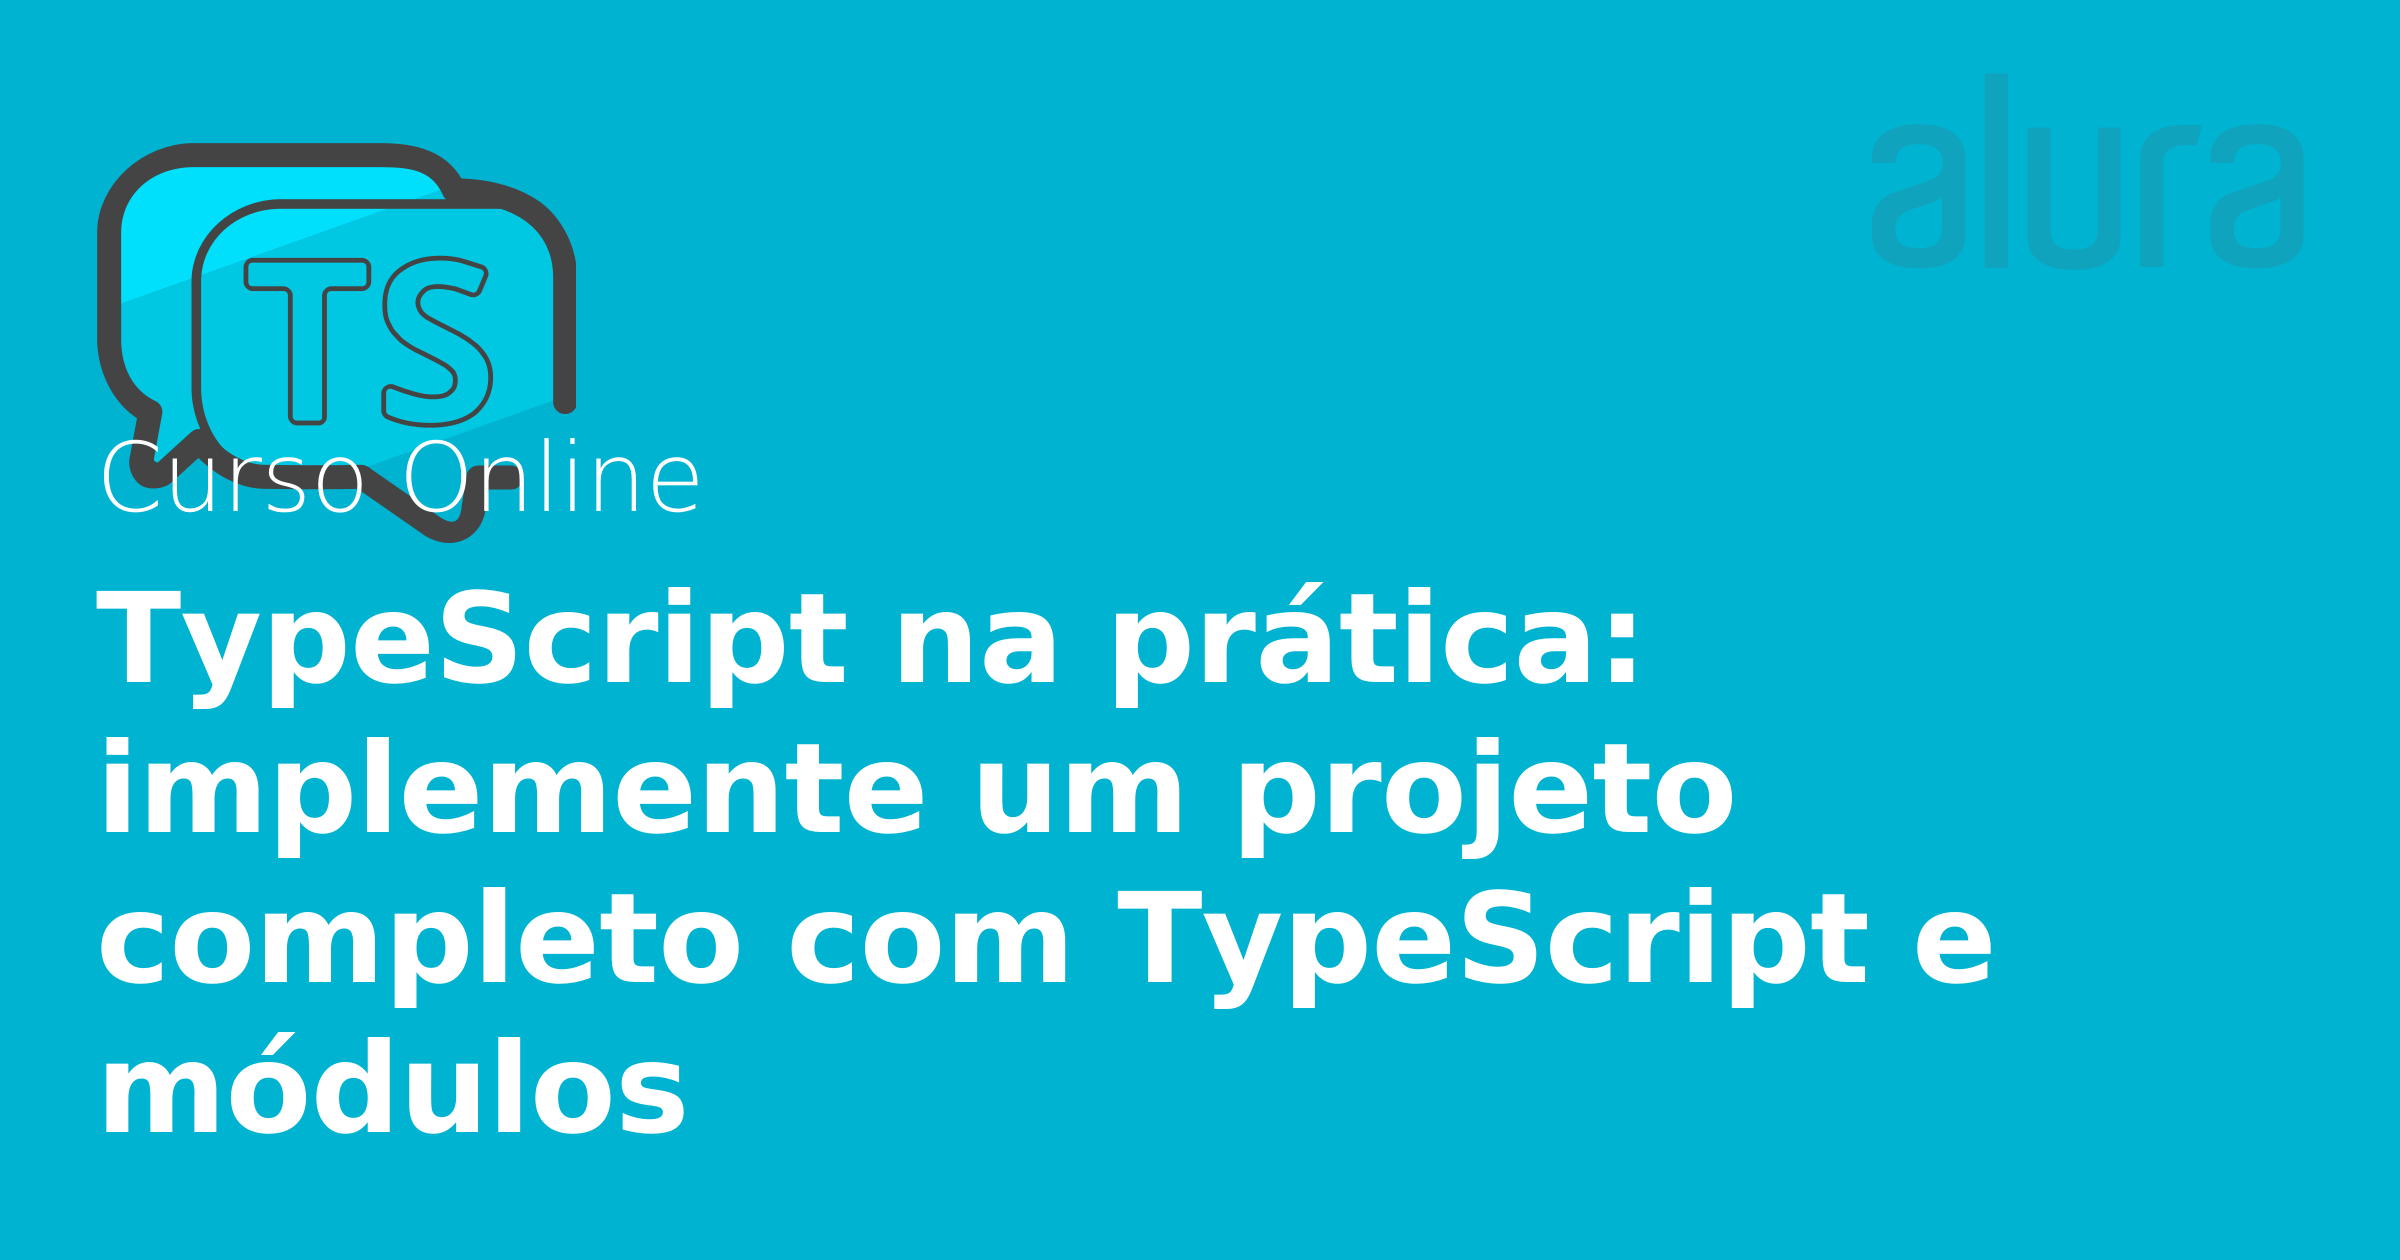 alura
TS
Curso Online
TypeScript na prática:
implemente um projeto
completo com TypeScript e
módulos